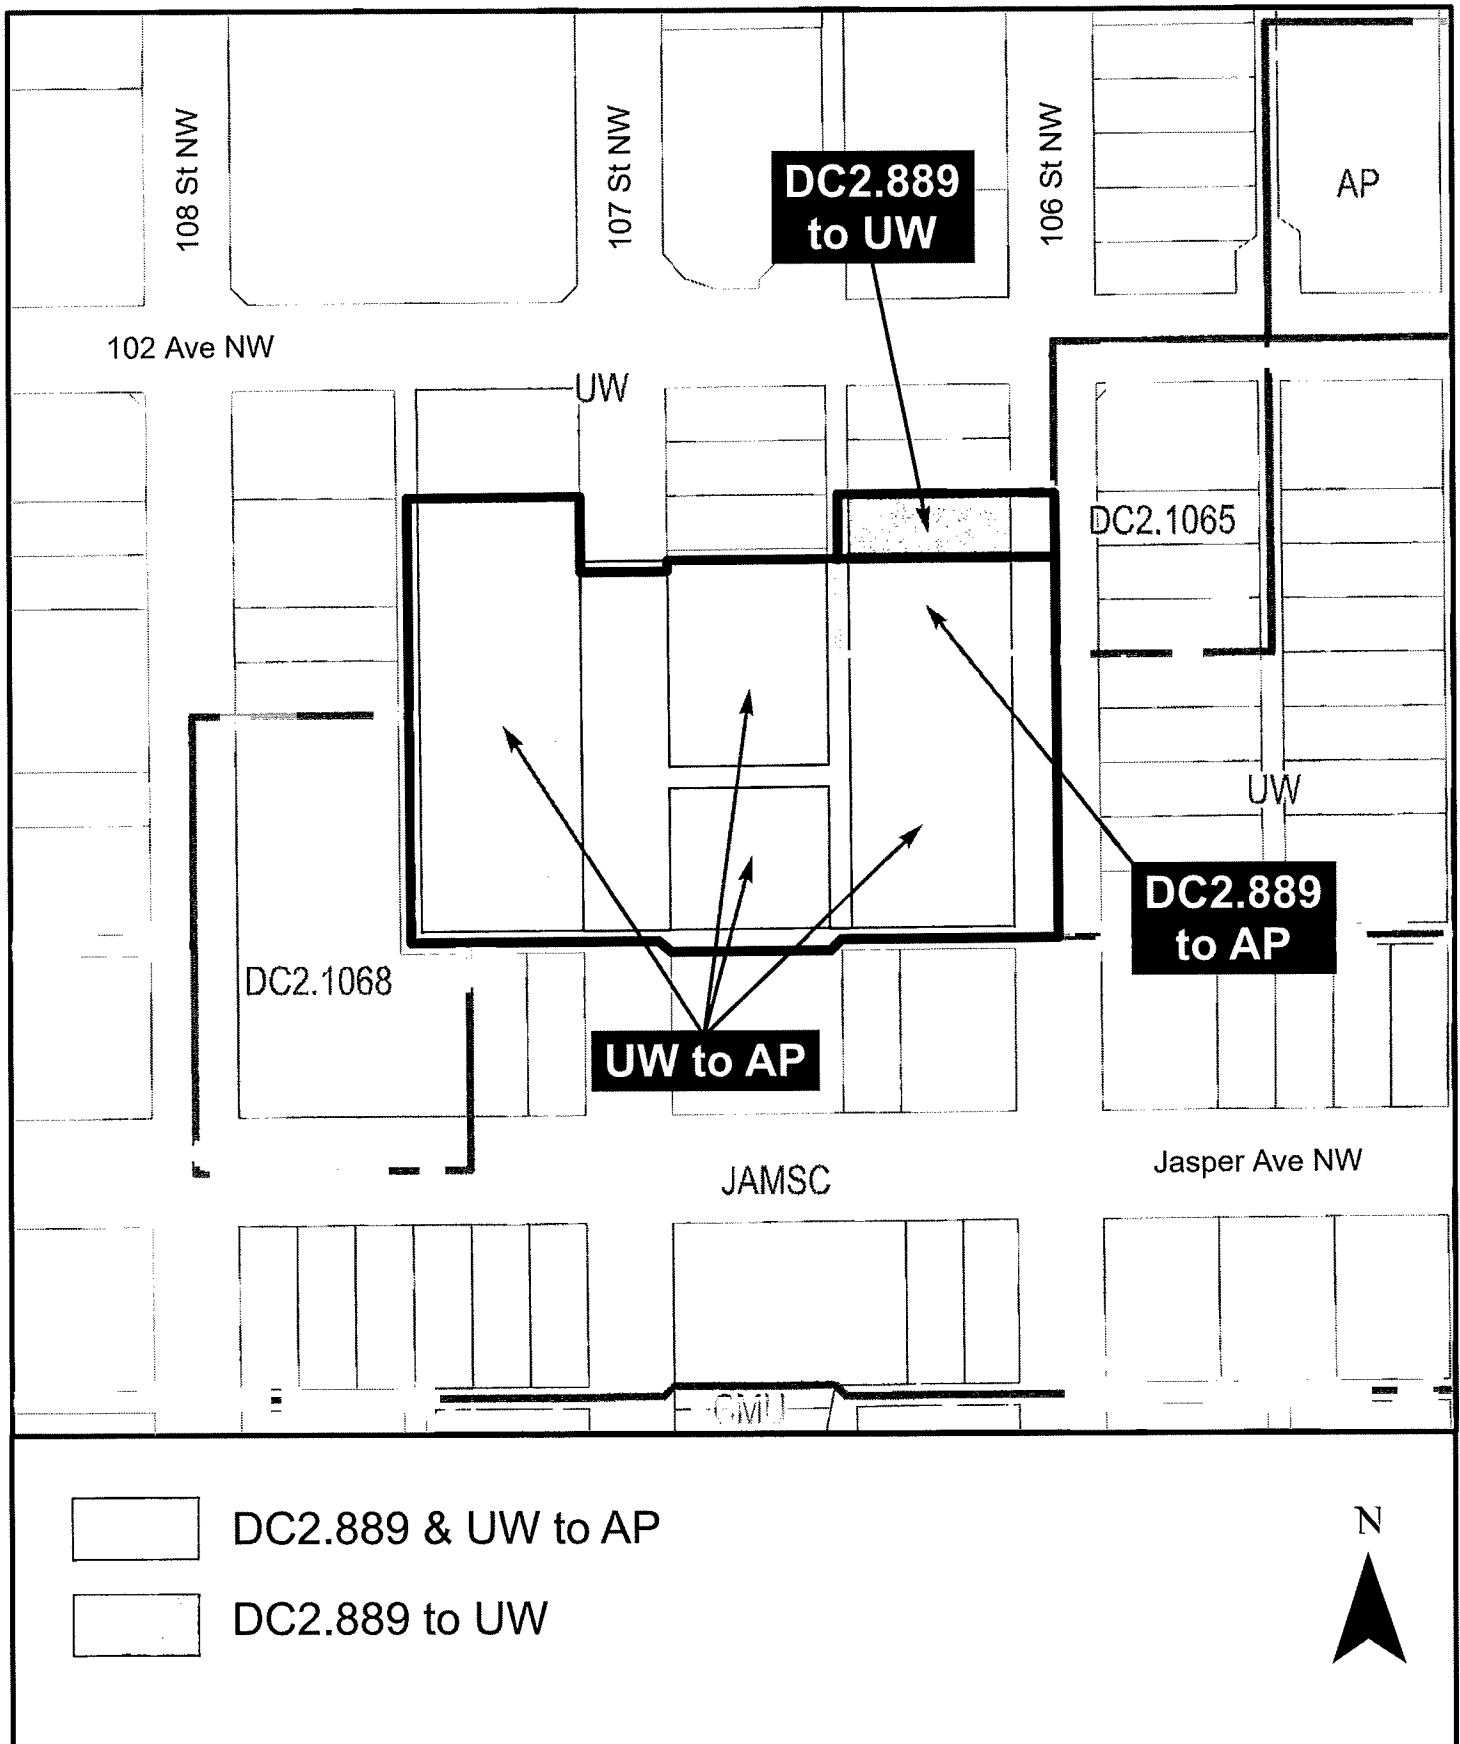 108 St NW
107 St NW
106 St NW
DC2.889
to UW
AP
102 Ave NW
UW
DC2.1065
UW
DC2.889
to AP
DC2.1068
UW to AP
JAMSC
Jasper Ave NW
CMU
DC2.889 & UW to AP
N
DC2.889 to UW